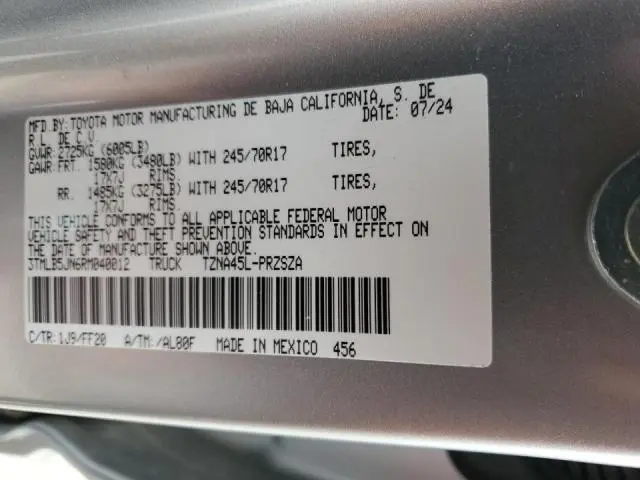 MFD BY:TOYOTA MOTOR MANUFACTURING DE BAJA CALIFORNIA, S. DE
R L. DE C.V. DATE: 07/24
GVWR: 2725KG (6005LB)
GAWR: FRT. 1580KG (3480LB) WITH 245/70R17 TIRES,
17X7J RIMS.
RR. 1485KG (3275LB) WITH 245/70R17 TIRES,
17X7J RIMS.
THIS VEHICLE CONFORMS TO ALL APPLICABLE FEDERAL MOTOR
VEHICLE SAFETY AND THEFT PREVENTION STANDARDS IN EFFECT ON
THE DATE OF MANUFACTURE SHOWN ABOVE.
3TMLB5JN6RM040012 TRUCK TZNA45L-PRZSZA
C/TR:1J9/FF20 A/TM:/AL80F MADE IN MEXICO 456